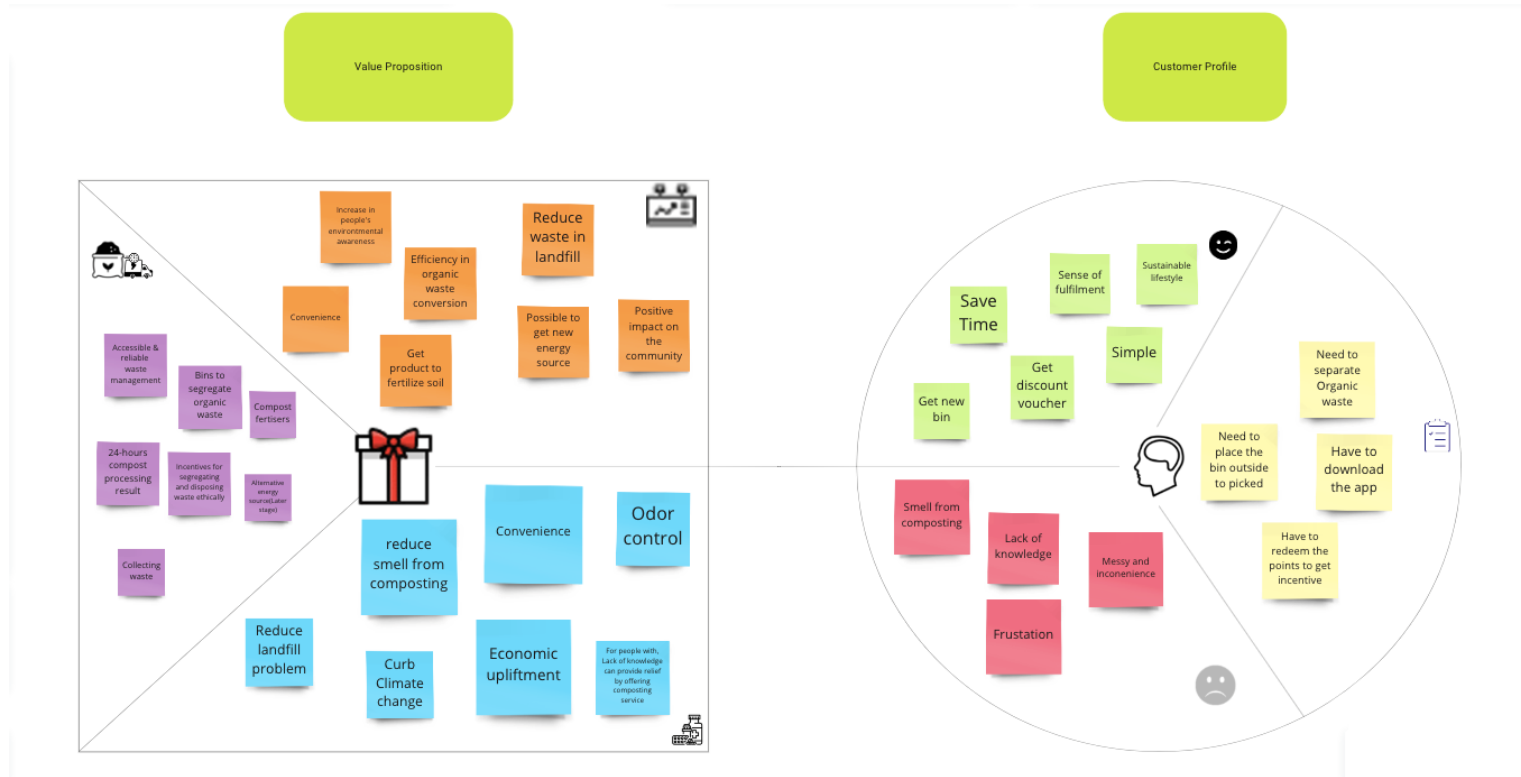 Value Proposition
Customer Profile
Increase in
people's
environtmental
awareness
Reduce
waste in
landfill
Efficiency in
organic
waste
conversion
Convenience
Possible to
get new
energy
source
Positive
impact on
the
community
Get
product to
fertilize soil
Accessible &
reliable
waste
management
Bins to
segregate
organic
waste
Compost
fertisers
24-hours
compost
processing
result
Incentives for
segregating
and disposing
waste ethically
Alternative
energy
source(Later
stage)
Collecting
waste
reduce
smell from
composting
Convenience
Odor
control
Reduce
landfill
problem
Curb
Climate
change
Economic
upliftment
For people with,
Lack of knowledge
can provide relief
by offering
composting
service
Save
Time
Sense of
fulfilment
Sustainable
lifestyle
Simple
Get
discount
voucher
Get new
bin
Need to
separate
Organic
waste
Need to
place the
bin outside
to picked
Have to
download
the app
Have to
redeem the
points to get
incentive
Smell from
composting
Lack of
knowledge
Messy and
inconenience
Frustation